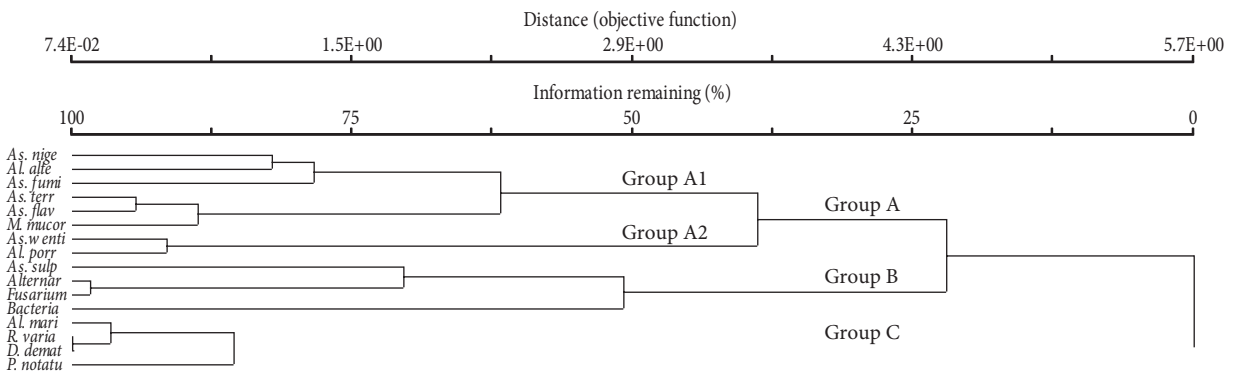 Distance (objective function)
7.4E-02 1.5E+00 2.9E+00 4.3E+00 5.7E+00
Information remaining (%)
100 75 50 25 0
As. nige
Al. alte
As. fumi
As. terr
As. flav
M. mucor
As.w enti
Al. porr
As. sulp
Alternar
Fusarium
Bacteria
Al. mari
R. varia
D. demat
P. notatu
Group A1
Group A
Group A2
Group B
Group C